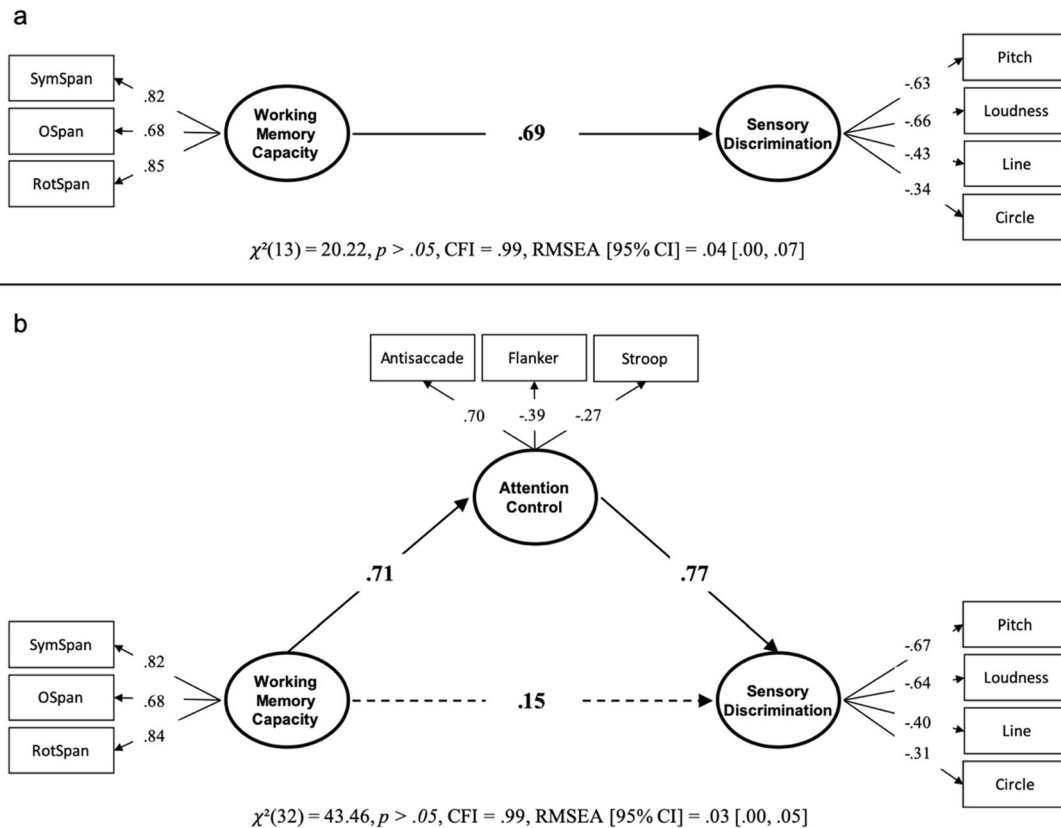 a
SymSpan
OSpan
RotSpan
.82
.68
.85
Working
Memory
Capacity
.69
Sensory
Discrimination
-.63
-.66
-.43
-.34
Pitch
Loudness
Line
Circle
χ²(13) = 20.22, p > .05, CFI = .99, RMSEA [95% CI] = .04 [.00, .07]
b
Antisaccade
Flanker
Stroop
.70
-.39
-.27
Attention
Control
.71
.77
SymSpan
OSpan
RotSpan
.82
.68
.84
Working
Memory
Capacity
.15
Sensory
Discrimination
-.67
-.64
-.40
-.31
Pitch
Loudness
Line
Circle
χ²(32) = 43.46, p > .05, CFI = .99, RMSEA [95% CI] = .03 [.00, .05]